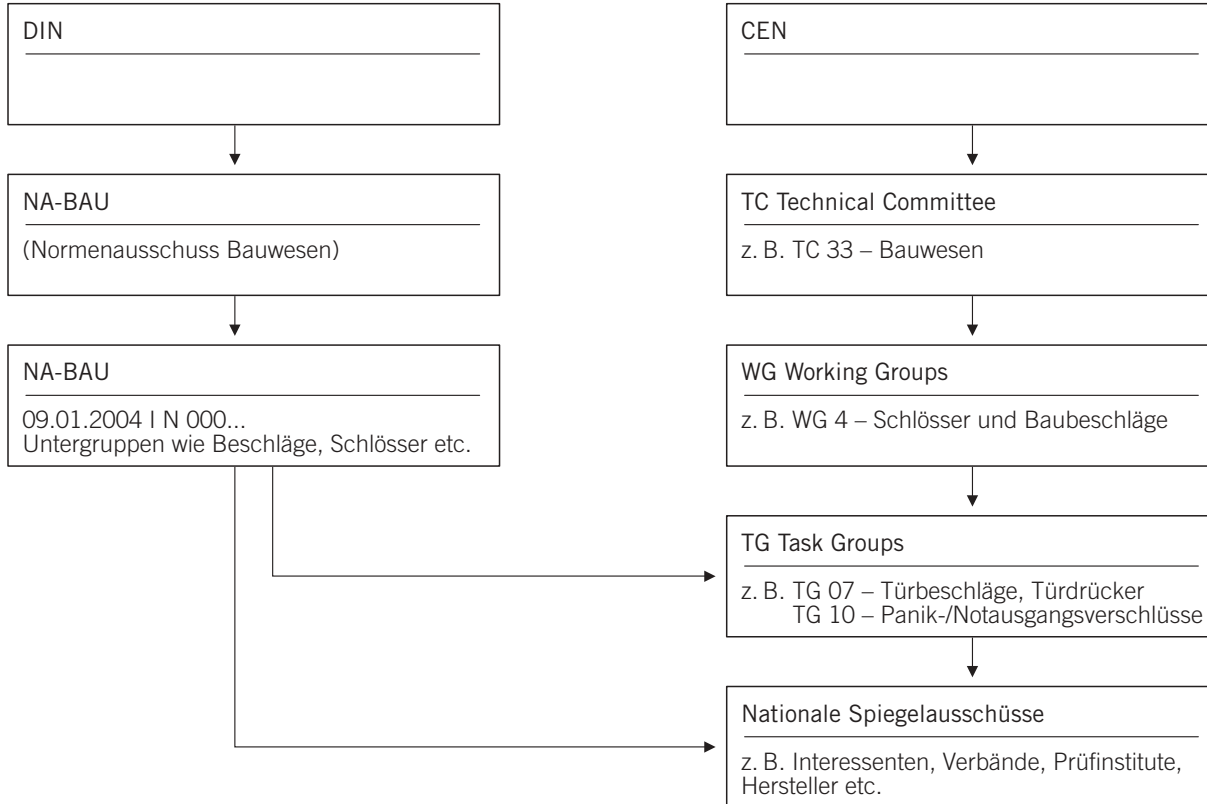 DIN
NA-BAU
(Normenausschuss Bauwesen)
NA-BAU
09.01.2004 I N 000...
Untergruppen wie Beschläge, Schlösser etc.
CEN
TC Technical Committee
z. B. TC 33 – Bauwesen
WG Working Groups
z. B. WG 4 – Schlösser und Baubeschläge
TG Task Groups
z. B. TG 07 – Türbeschläge, Türdrücker
TG 10 – Panik-/Notausgangsverschlüsse
Nationale Spiegelausschüsse
z. B. Interessenten, Verbände, Prüfinstitute,
Hersteller etc.